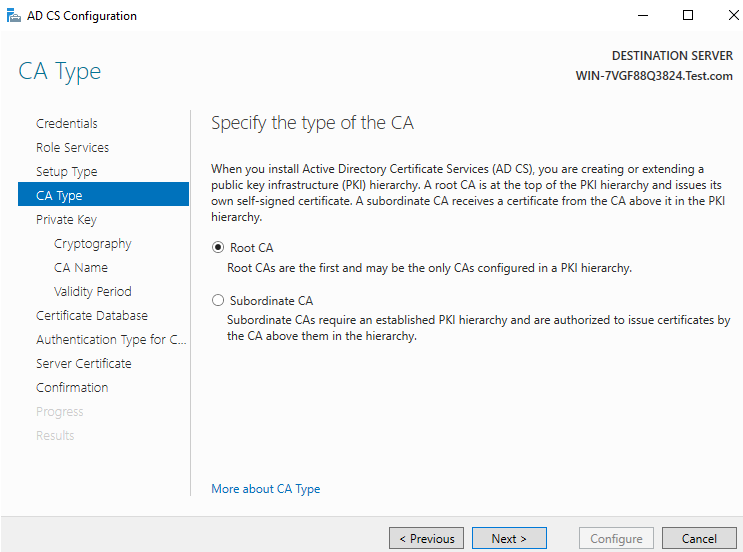 AD CS Configuration
CA Type
DESTINATION SERVER
WIN-7VGF88Q3824.Test.com
Credentials
Role Services
Setup Type
CA Type
Private Key
Cryptography
CA Name
Validity Period
Certificate Database
Authentication Type for C...
Server Certificate
Confirmation
Progress
Results
Specify the type of the CA
When you install Active Directory Certificate Services (AD CS), you are creating or extending a
public key infrastructure (PKI) hierarchy. A root CA is at the top of the PKI hierarchy and issues its
own self-signed certificate. A subordinate CA receives a certificate from the CA above it in the PKI
hierarchy.
Root CA
Root CAs are the first and may be the only CAs configured in a PKI hierarchy.
Subordinate CA
Subordinate CAs require an established PKI hierarchy and are authorized to issue certificates by
the CA above them in the hierarchy.
More about CA Type
< Previous
Next >
Configure
Cancel